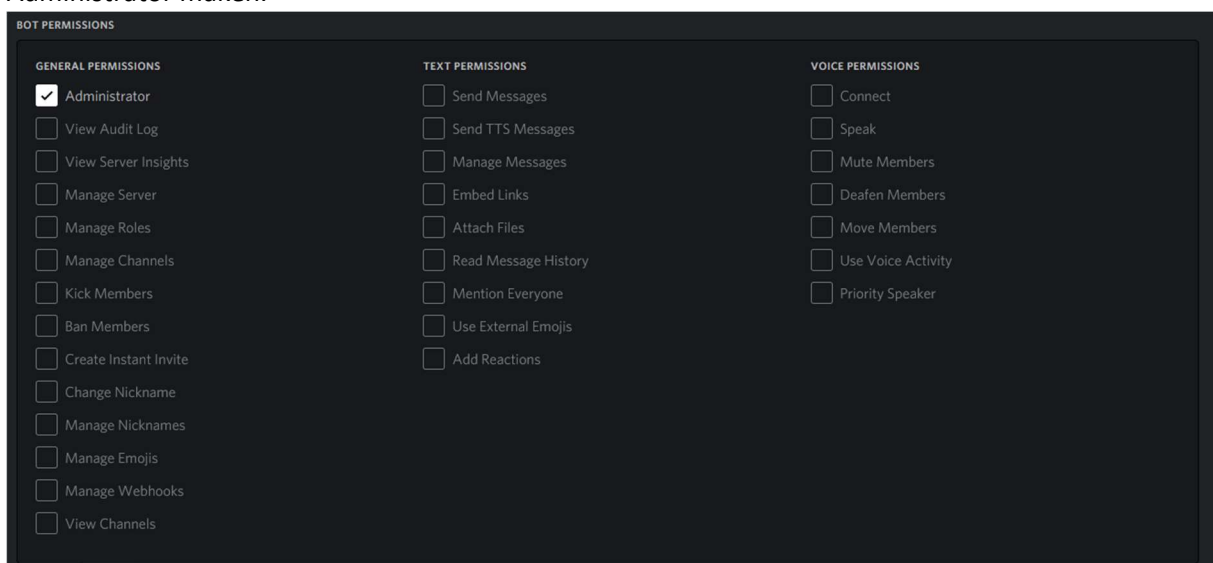 Administrator maken.
BOT PERMISSIONS
GENERAL PERMISSIONS
Administrator
View Audit Log
View Server Insights
Manage Server
Manage Roles
Manage Channels
Kick Members
Ban Members
Create Instant Invite
Change Nickname
Manage Nicknames
Manage Emojis
Manage Webhooks
View Channels
TEXT PERMISSIONS
Send Messages
Send TTS Messages
Manage Messages
Embed Links
Attach Files
Read Message History
Mention Everyone
Use External Emojis
Add Reactions
VOICE PERMISSIONS
Connect
Speak
Mute Members
Deafen Members
Move Members
Use Voice Activity
Priority Speaker